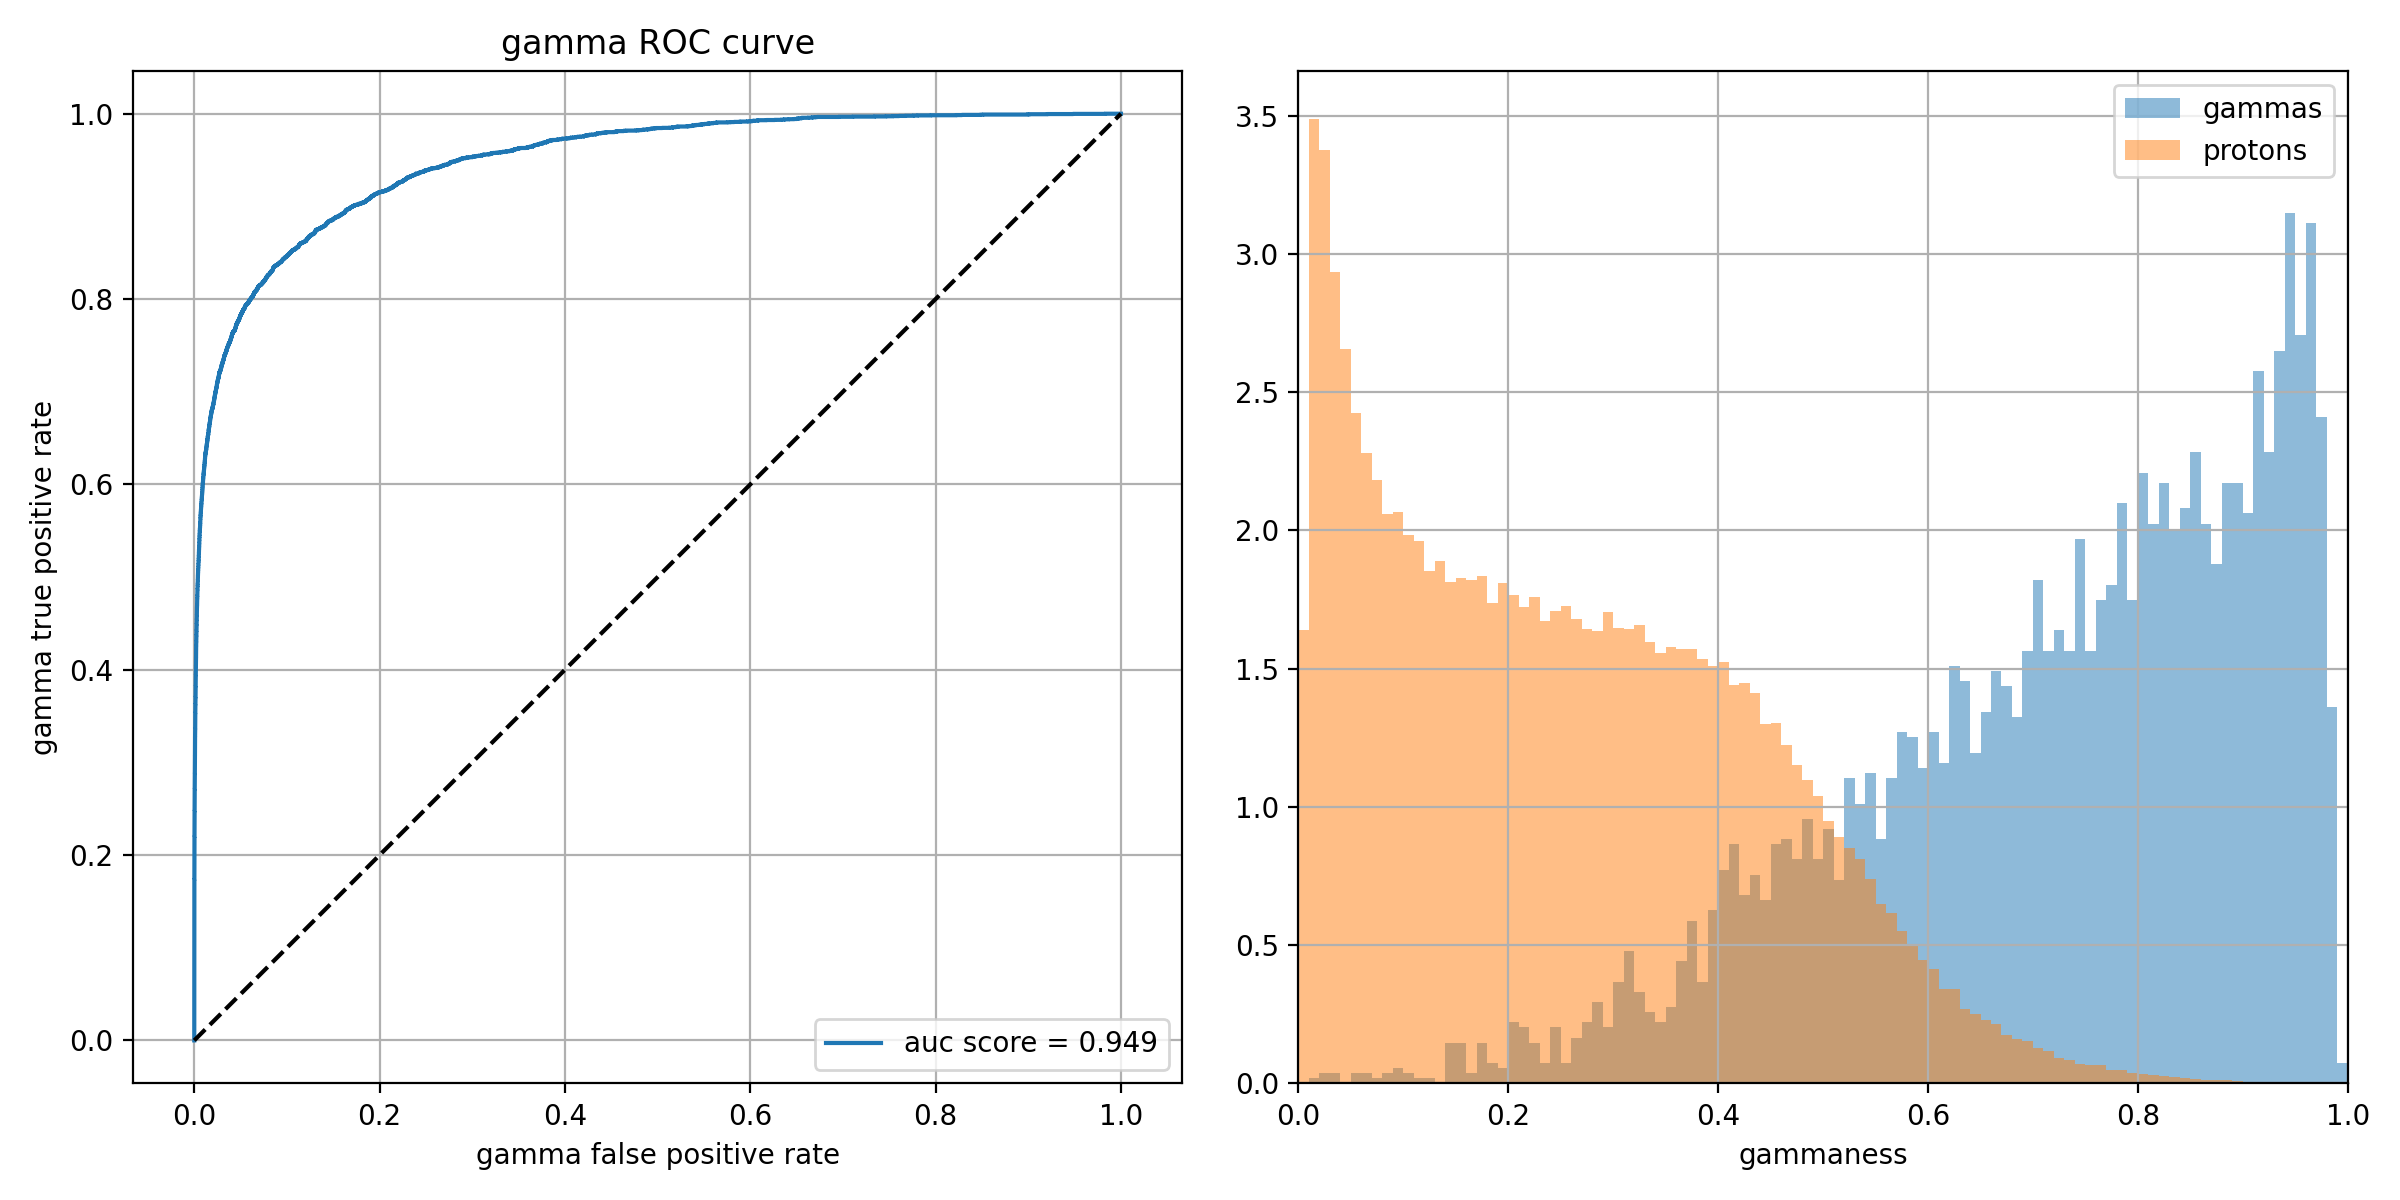 gamma ROC curve
gamma true positive rate
1.0
0.8
0.6
0.4
0.2
0.0
auc score = 0.949
0.0 0.2 0.4 0.6 0.8 1.0
gamma false positive rate
gammas
protons
3.5
3.0
2.5
2.0
1.5
1.0
0.5
0.0
0.0 0.2 0.4 0.6 0.8 1.0
gammaness